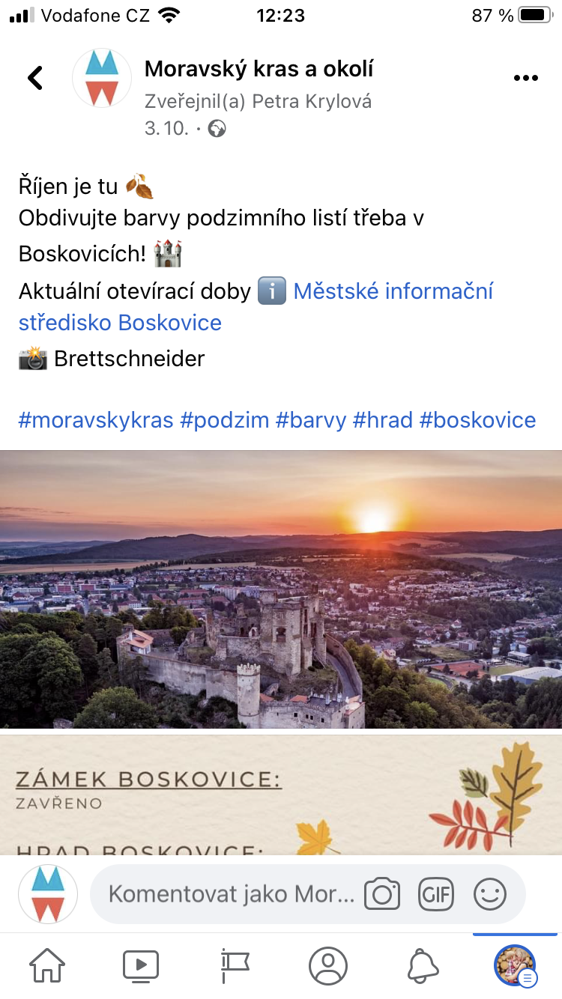 Vodafone CZ 12:23 87 %
Moravský kras a okolí
Zveřejnil(a) Petra Krylová
3. 10. ·
Říjen je tu
Obdivujte barvy podzimního listí třeba v
Boskovicích!
Aktuální otevírací doby i Městské informační
středisko Boskovice
Brettschneider
#moravskykras #podzim #barvy #hrad #boskovice
ZÁMEK BOSKOVICE:
ZAVŘENO
HRAD BOSKOVICE:
Komentovat jako Mor... GIF